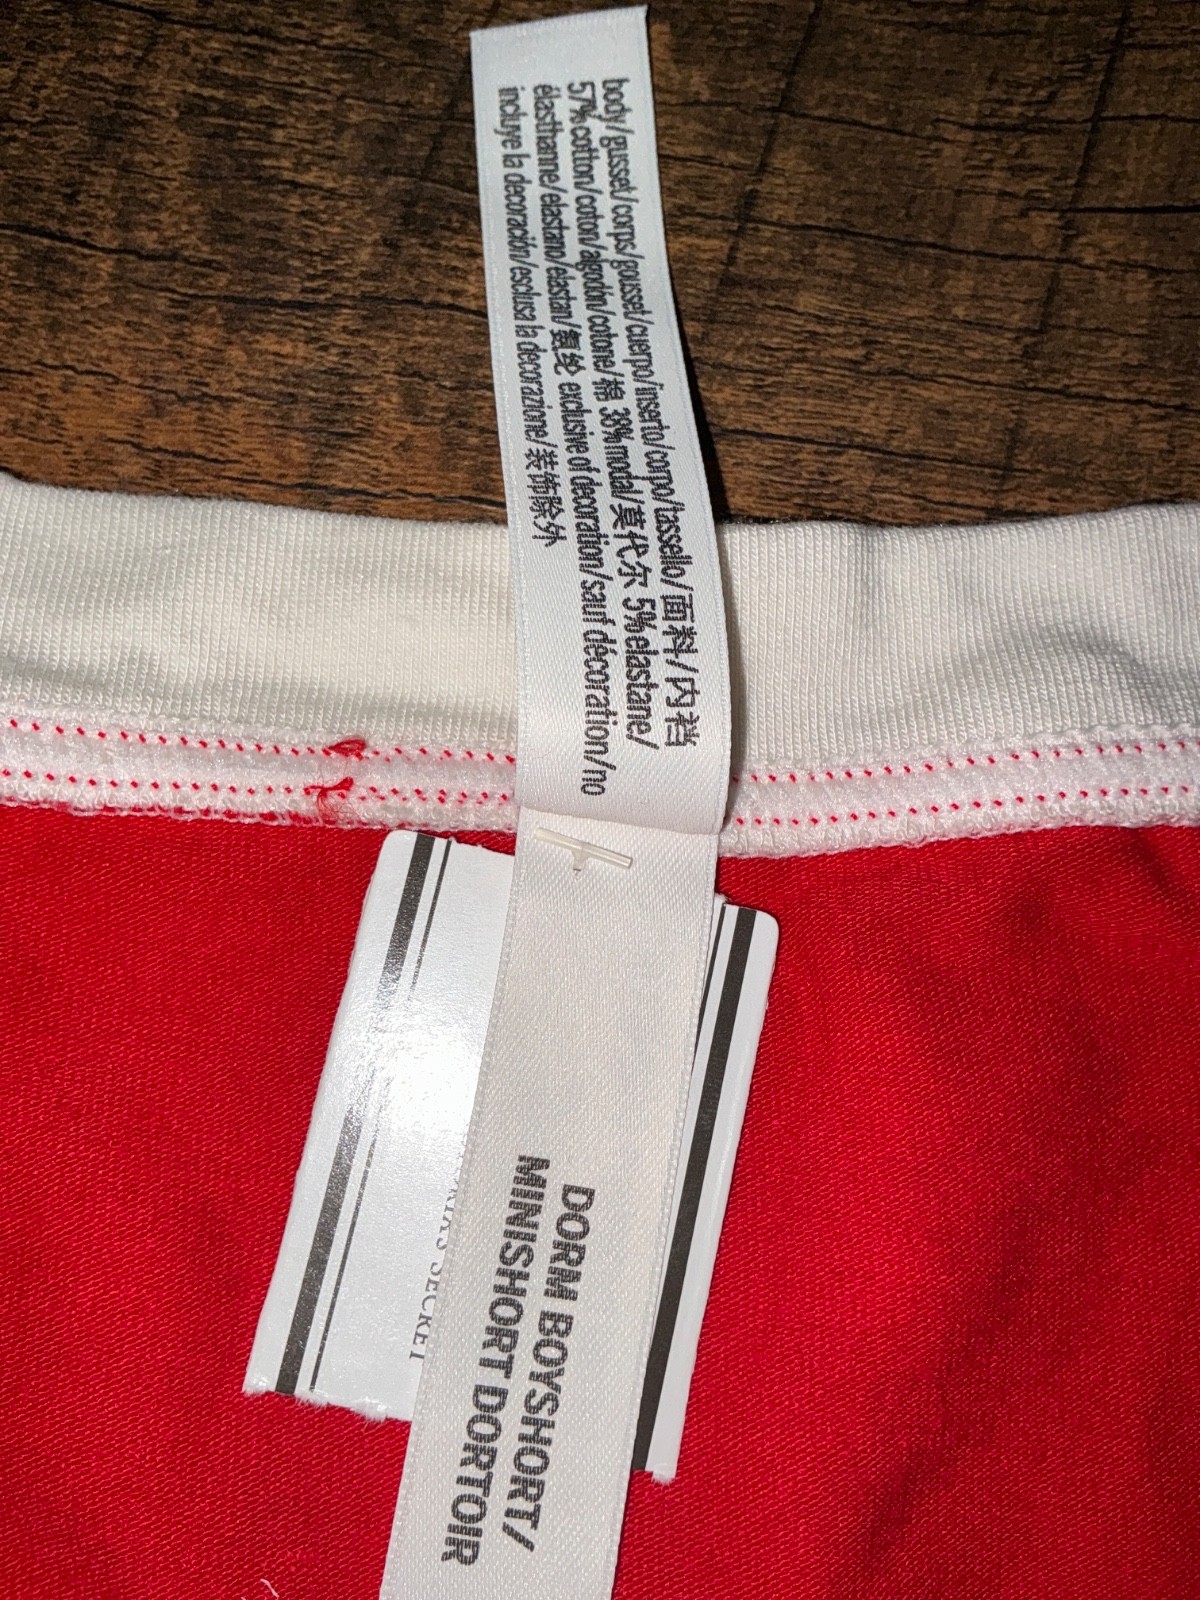 body/gusset/corps/gousset/cuerpo/inserto/corpo/tassello/面料/内裆
57% cotton/coton/algodón/cotone/棉 38% modal/莫代尔 5% elastane/
élasthanne/elastano/elastan/氨纶 exclusive of decoration/sauf décoration/no
incluye la decoración/esclusa la decorazione/装饰除外
SECRET
DORM BOYSHORT/
MINISHORT DORTOIR